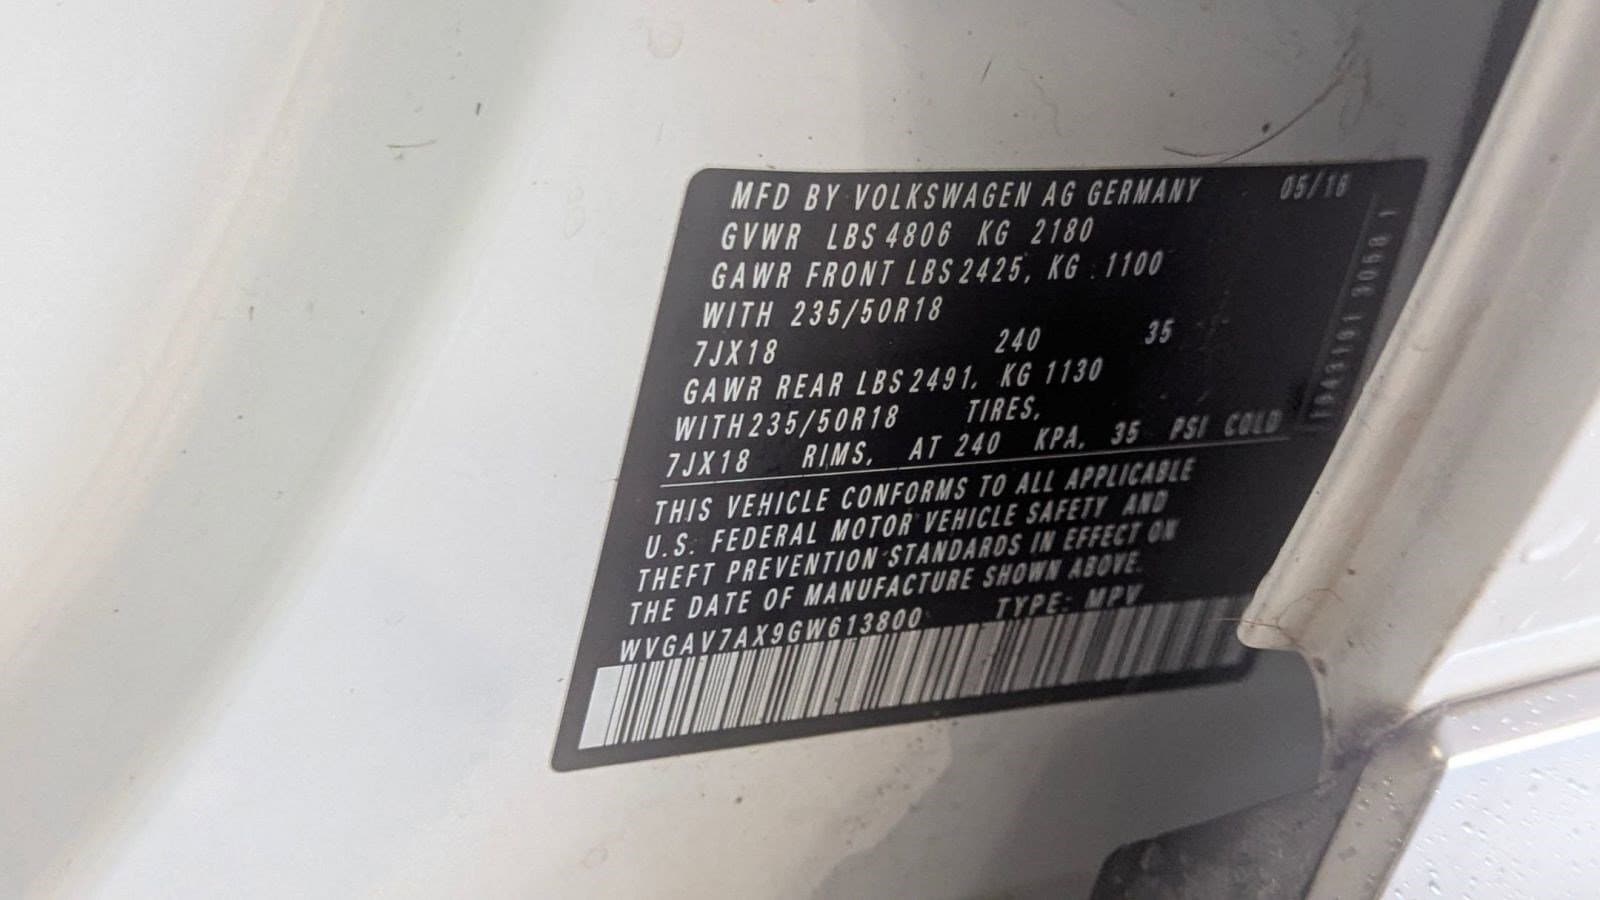 MFD BY VOLKSWAGEN AG GERMANY 05/16
GVWR LBS 4806 KG 2180
GAWR FRONT LBS 2425, KG 1100
WITH 235/50R18
7JX18 240 35
GAWR REAR LBS 2491, KG 1130
WITH 235/50R18 TIRES,
7JX18 RIMS, AT 240 KPA, 35 PSI COLD
THIS VEHICLE CONFORMS TO ALL APPLICABLE
U.S. FEDERAL MOTOR VEHICLE SAFETY AND
THEFT PREVENTION STANDARDS IN EFFECT ON
THE DATE OF MANUFACTURE SHOWN ABOVE.
WVGAV7AX9GW613800 TYPE: MPV